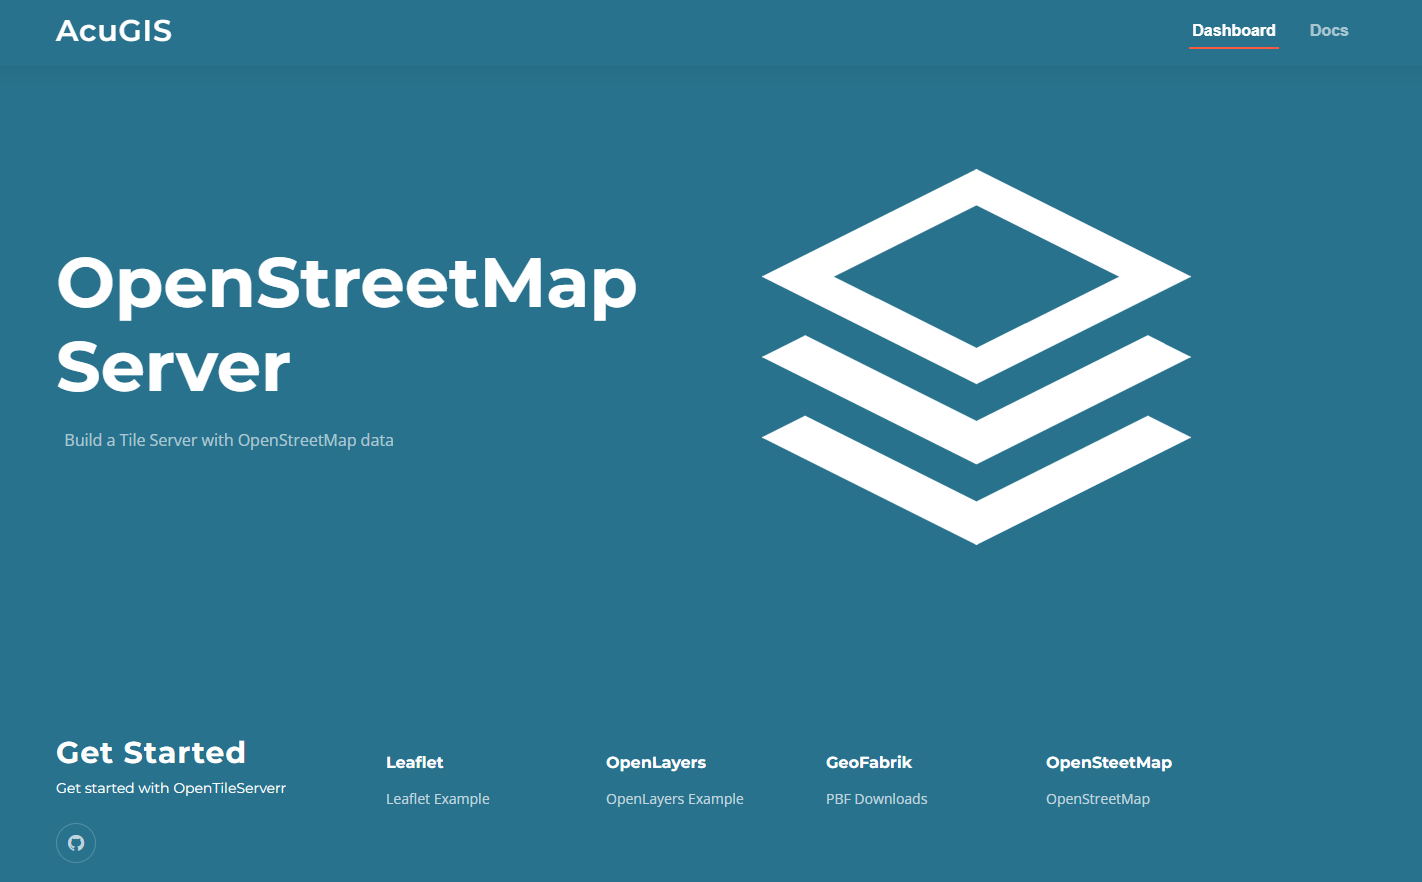 AcuGIS
Dashboard
Docs
OpenStreetMap
Server
Build a Tile Server with OpenStreetMap data
Get Started
Get started with OpenTileServerr
Leaflet
Leaflet Example
OpenLayers
OpenLayers Example
GeoFabrik
PBF Downloads
OpenSteetMap
OpenStreetMap